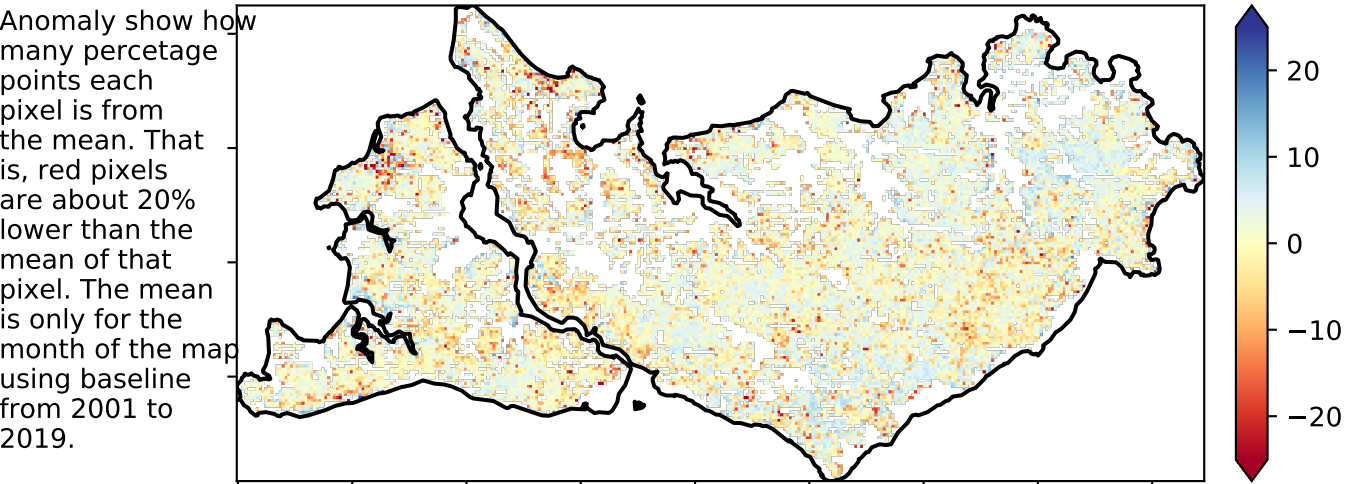 Anomaly show how
many percetage
points each
pixel is from
the mean. That
is, red pixels
are about 20%
lower than the
mean of that
pixel. The mean
is only for the
month of the map
using baseline
from 2001 to
2019.
20
10
0
−10
−20